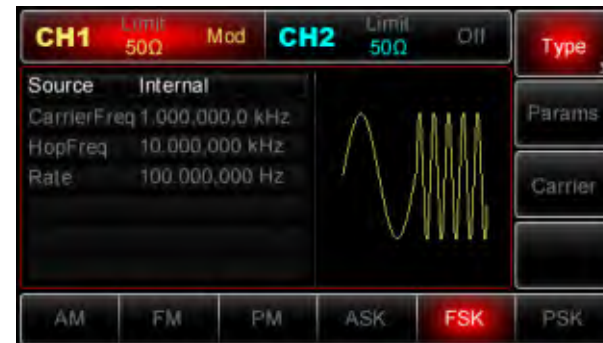 CH1 Limit 50Ω Mod CH2 Limit 50Ω Off
Type
Source Internal
CarrierFreq 1.000,000,0 kHz
HopFreq 10.000,000 kHz
Rate 100.000,000 Hz
Params
Carrier
AM FM PM ASK FSK PSK